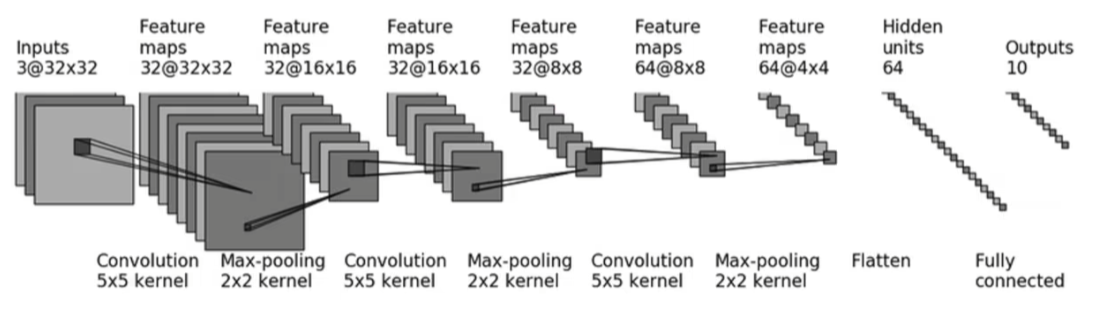 Inputs
3@32x32
Feature
maps
32@32x32
Feature
maps
32@16x16
Feature
maps
32@16x16
Feature
maps
32@8x8
Feature
maps
64@8x8
Feature
maps
64@4x4
Hidden
units
64
Outputs
10
Convolution
5x5 kernel
Max-pooling
2x2 kernel
Convolution
5x5 kernel
Max-pooling
2x2 kernel
Convolution
5x5 kernel
Max-pooling
2x2 kernel
Flatten
Fully
connected